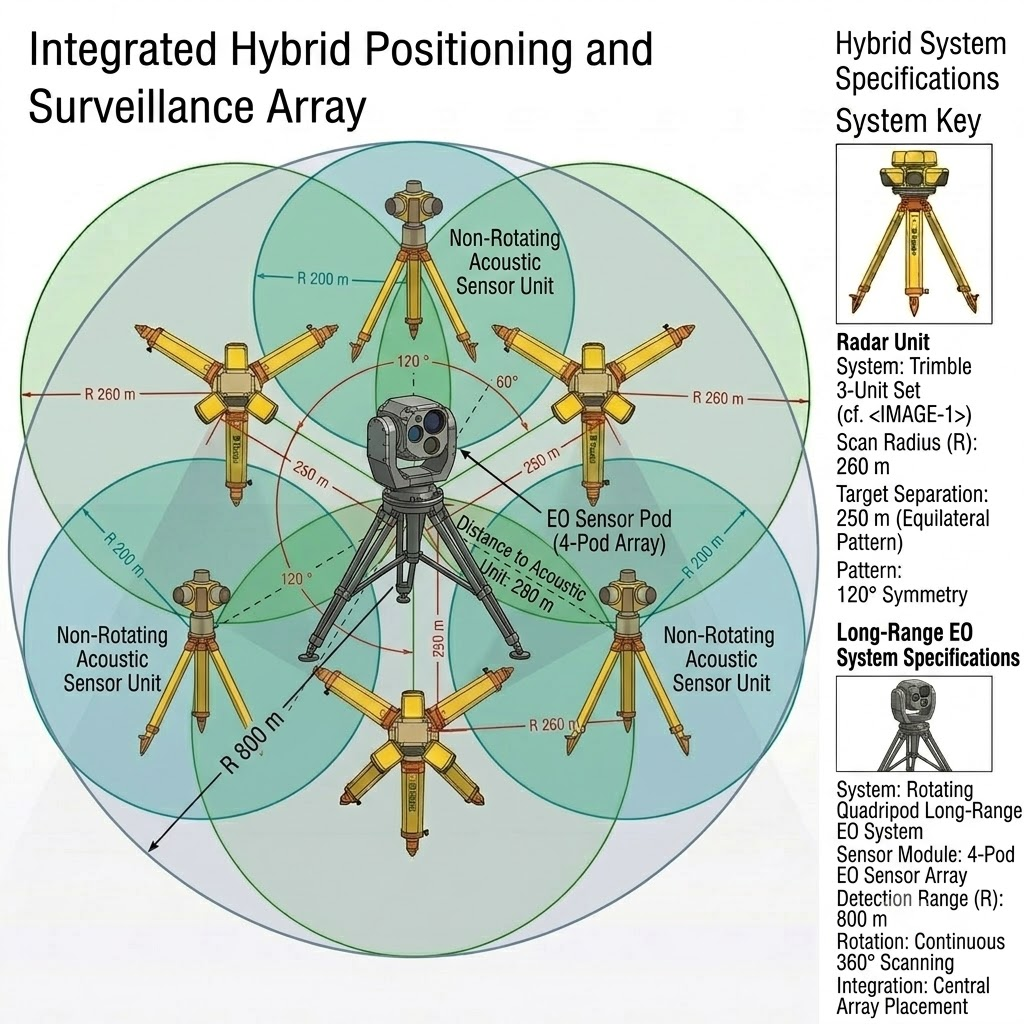 Integrated Hybrid Positioning and
Surveillance Array
Non-Rotating
Acoustic
Sensor Unit
R 200 m
120°
60°
R 260 m
R 260 m
250 m
250 m
EO Sensor Pod
(4-Pod Array)
Distance to Acoustic
Unit: 280 m
R 200 m
R 200 m
120°
Non-Rotating
Acoustic
Sensor Unit
Non-Rotating
Acoustic
Sensor Unit
290 m
R 260 m
R 800 m
Hybrid System
Specifications
System Key
Radar Unit
System: Trimble
3-Unit Set
(cf. <IMAGE-1>)
Scan Radius (R):
260 m
Target Separation:
250 m (Equilateral
Pattern)
Pattern:
120° Symmetry
Long-Range EO
System Specifications
System: Rotating
Quadripod Long-Range
EO System
Sensor Module: 4-Pod
EO Sensor Array
Detection Range (R):
800 m
Rotation: Continuous
360° Scanning
Integration: Central
Array Placement